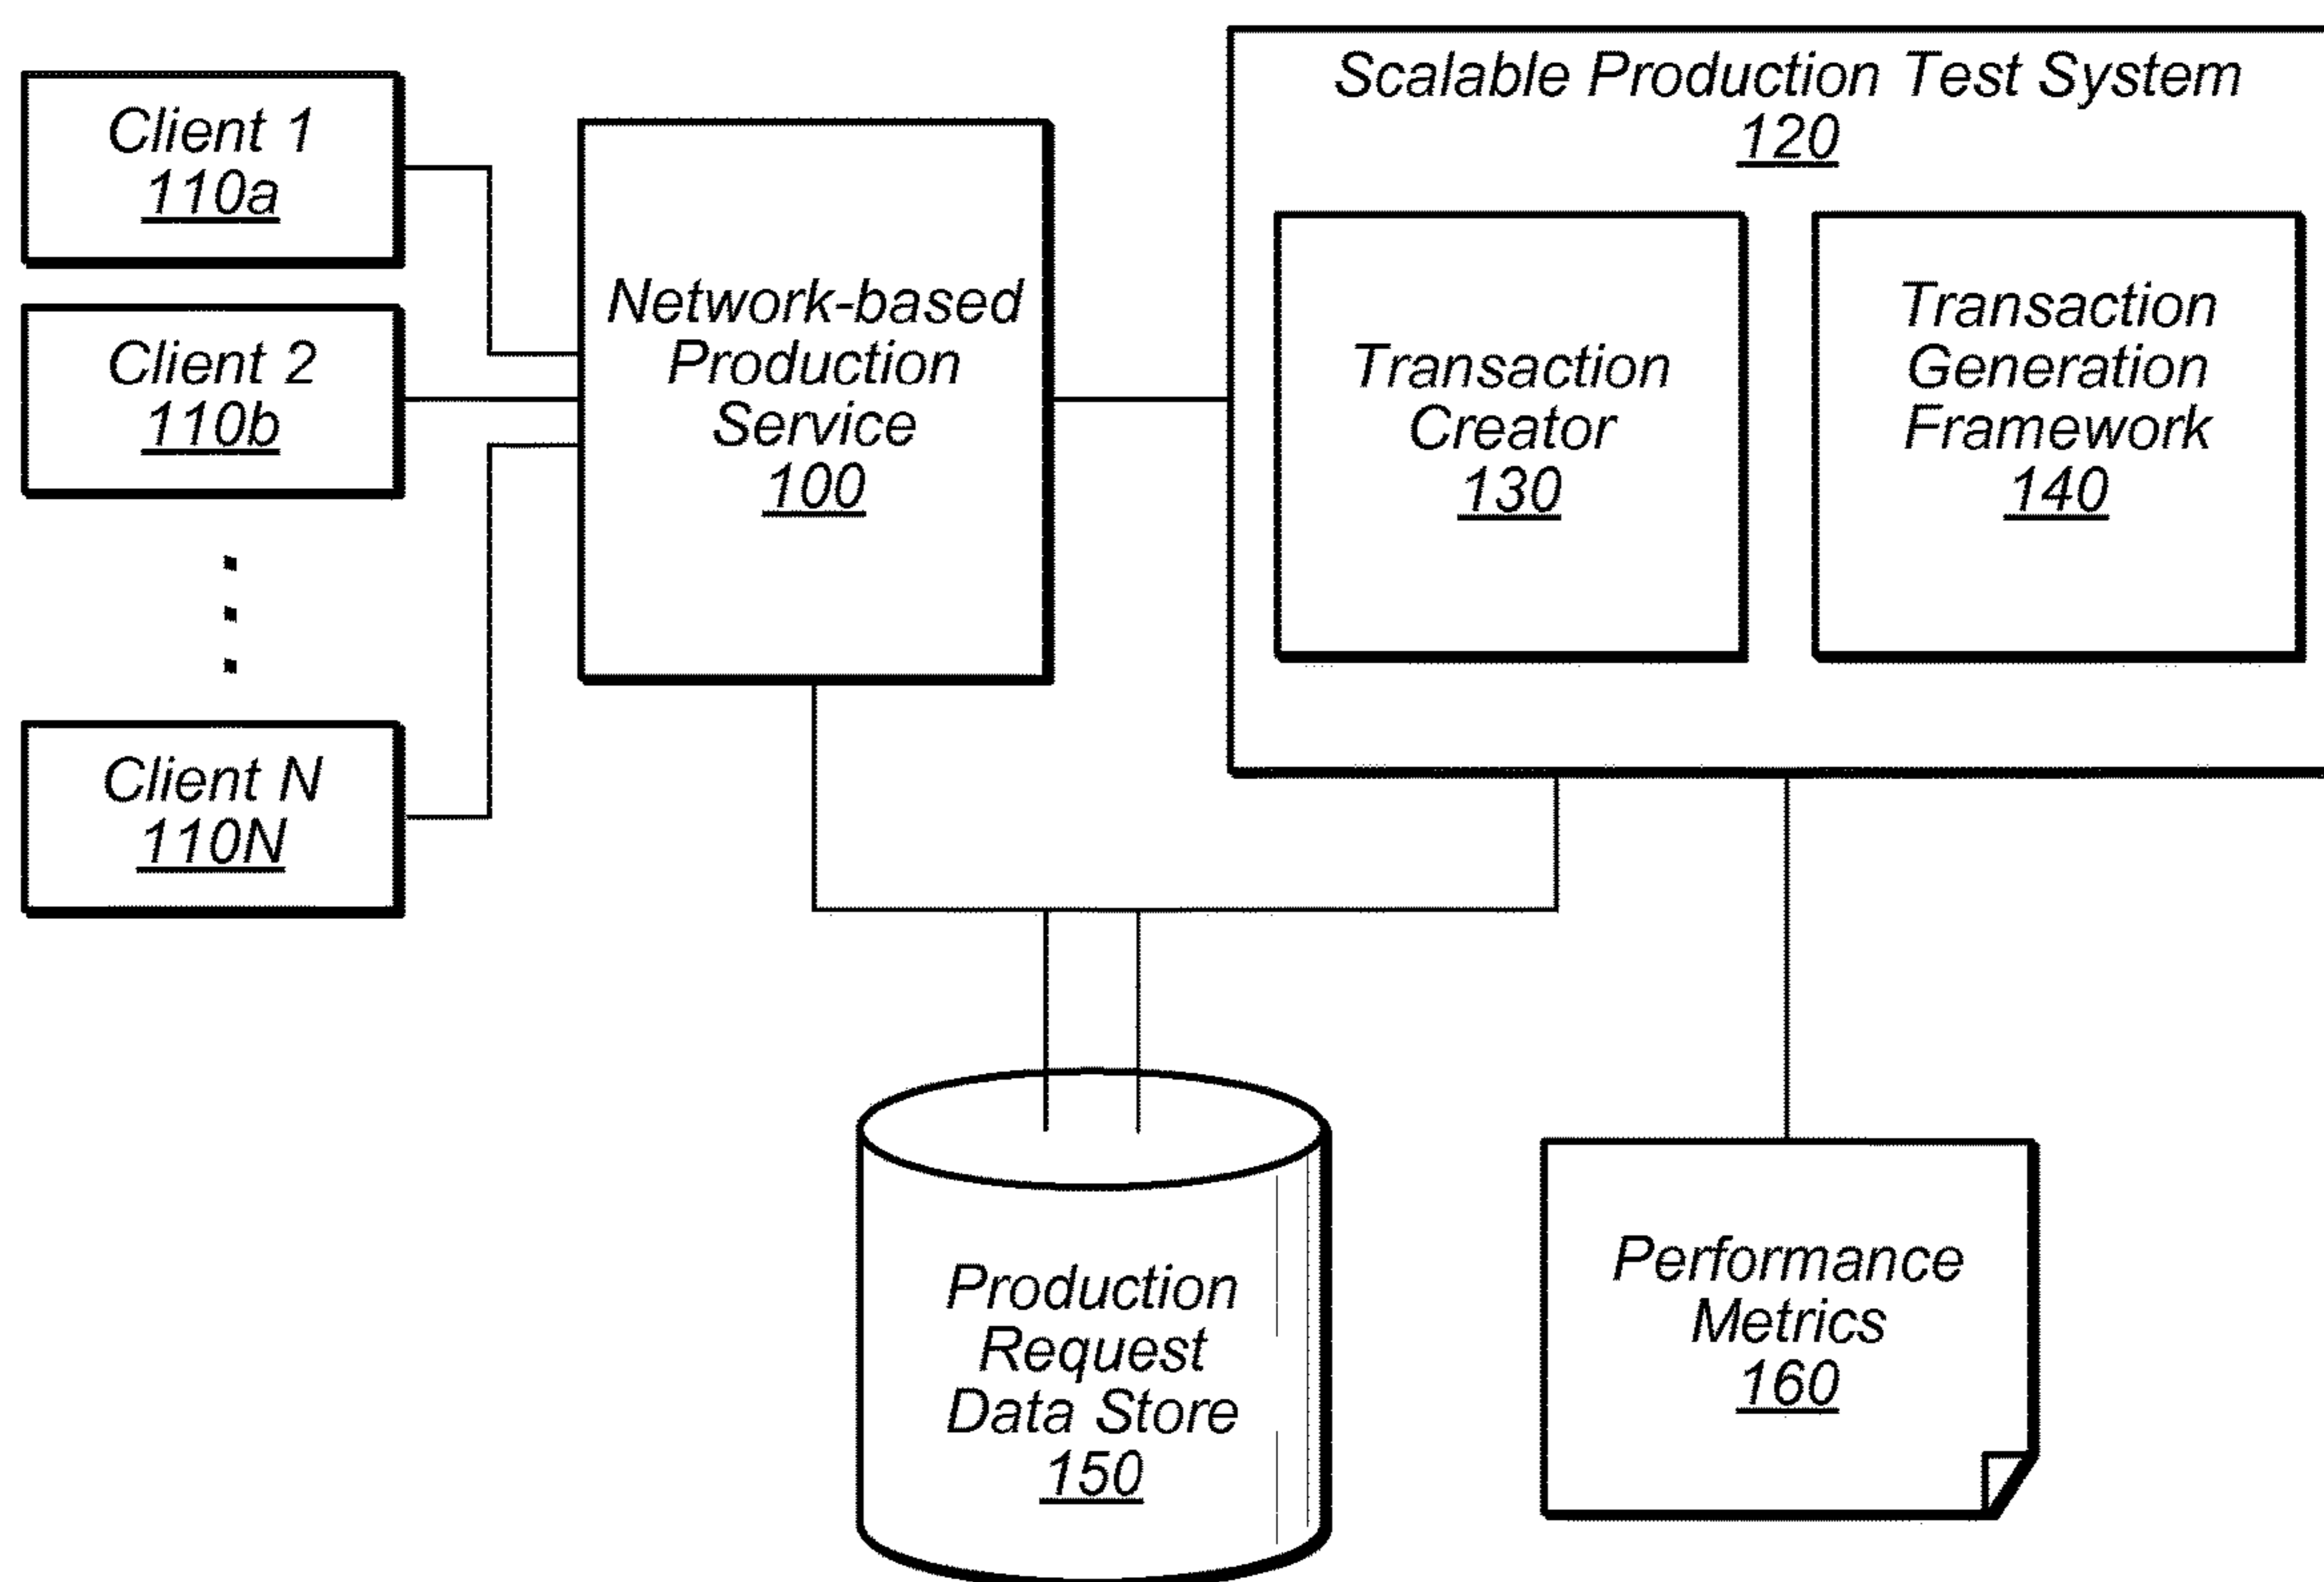 Client 1
110a
Client 2
110b
Client N
110N
Network-based
Production
Service
100
Scalable Production Test System
120
Transaction
Creator
130
Transaction
Generation
Framework
140
Production
Request
Data Store
150
Performance
Metrics
160